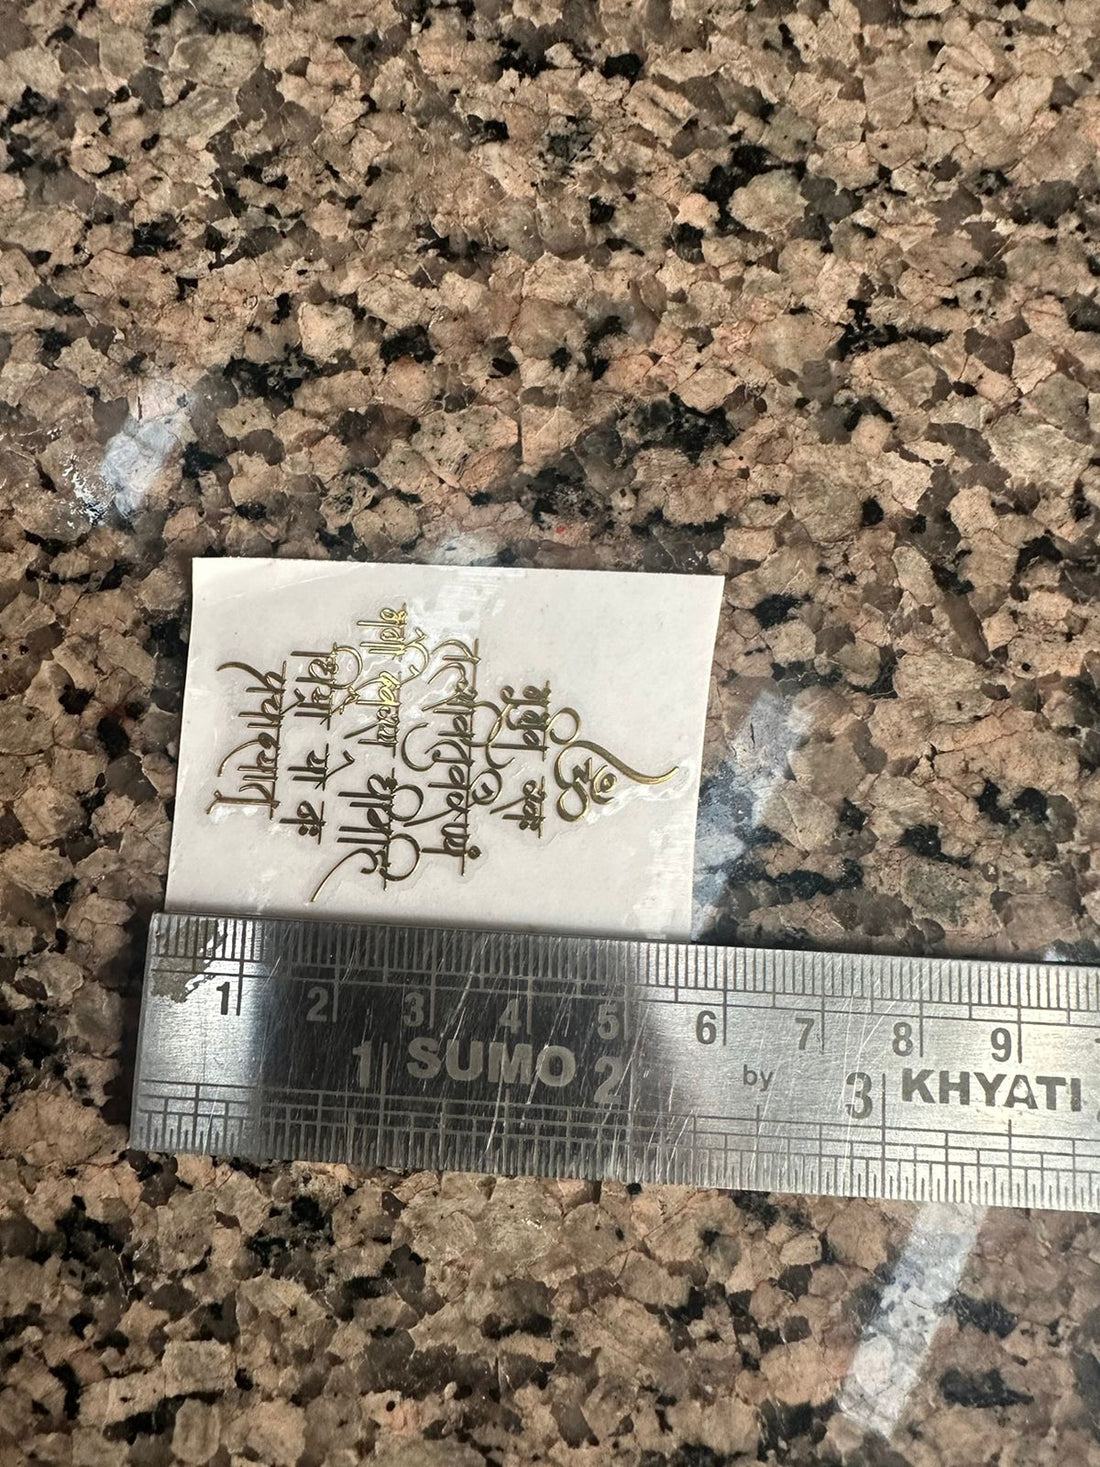 ॐ
भूर्भुवः स्वः
तत्सवितुर्वरेण्यं
भर्गो देवस्य धीमहि
धियो यो नः
प्रचोदयात्
1 2 3 4 5 6 7 8 9
1 SUMO 2 by 3 KHYATI